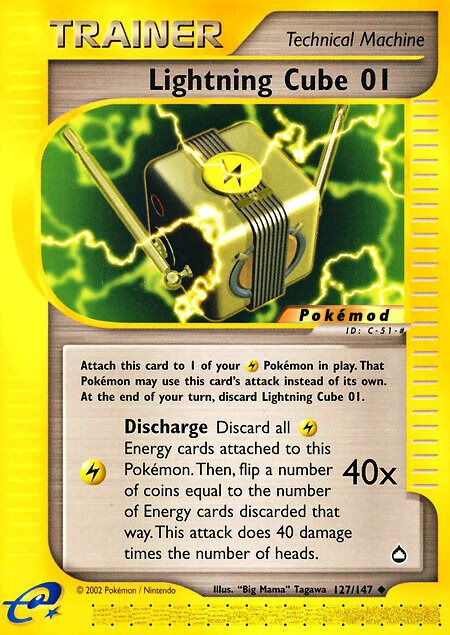 TRAINER Technical Machine
Lightning Cube 01
Pokémod
ID: C-51-#
Attach this card to 1 of your Pokémon in play. That
Pokémon may use this card's attack instead of its own.
At the end of your turn, discard Lightning Cube 01.
Discharge Discard all
Energy cards attached to this
Pokémon. Then, flip a number
of coins equal to the number
of Energy cards discarded that
way. This attack does 40 damage
times the number of heads.
40x
©2002 Pokémon / Nintendo Illus. "Big Mama" Tagawa 127/147
e